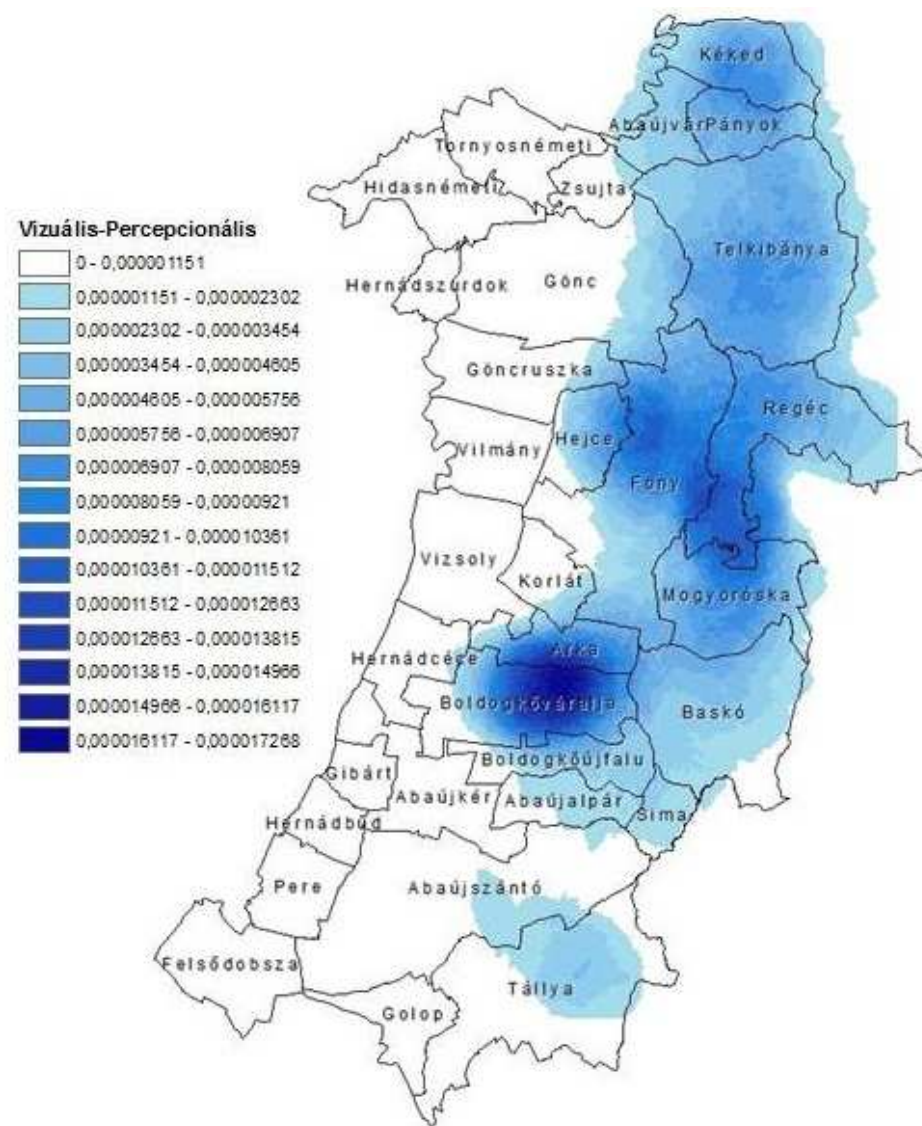 Kéked
Abaújvár
Pányok
Tornyosnémeti
Hidasnémeti
Zsujta
Vizuális-Percepcionális
0 - 0,000001151
0,000001151 - 0,000002302
0,000002302 - 0,000003454
0,000003454 - 0,000004605
0,000004605 - 0,000005756
0,000005756 - 0,000006907
0,000006907 - 0,000008059
0,000008059 - 0,00000921
0,00000921 - 0,000010361
0,000010361 - 0,000011512
0,000011512 - 0,000012663
0,000012663 - 0,000013815
0,000013815 - 0,000014966
0,000014966 - 0,000016117
0,000016117 - 0,000017268
Telkibánya
Hernádszurdok
Gönc
Göncruszka
Regéc
Hejce
Vilmány
Fony
Vizsoly
Korlát
Mogyoróska
Hernádcéce
Arka
Boldogkőváralja
Baskó
Boldogkőújfalu
Gibárt
Abaújkér
Abaújalpár
Sima
Hernádbűd
Pere
Abaújszántó
Felsődobsza
Tállya
Golop